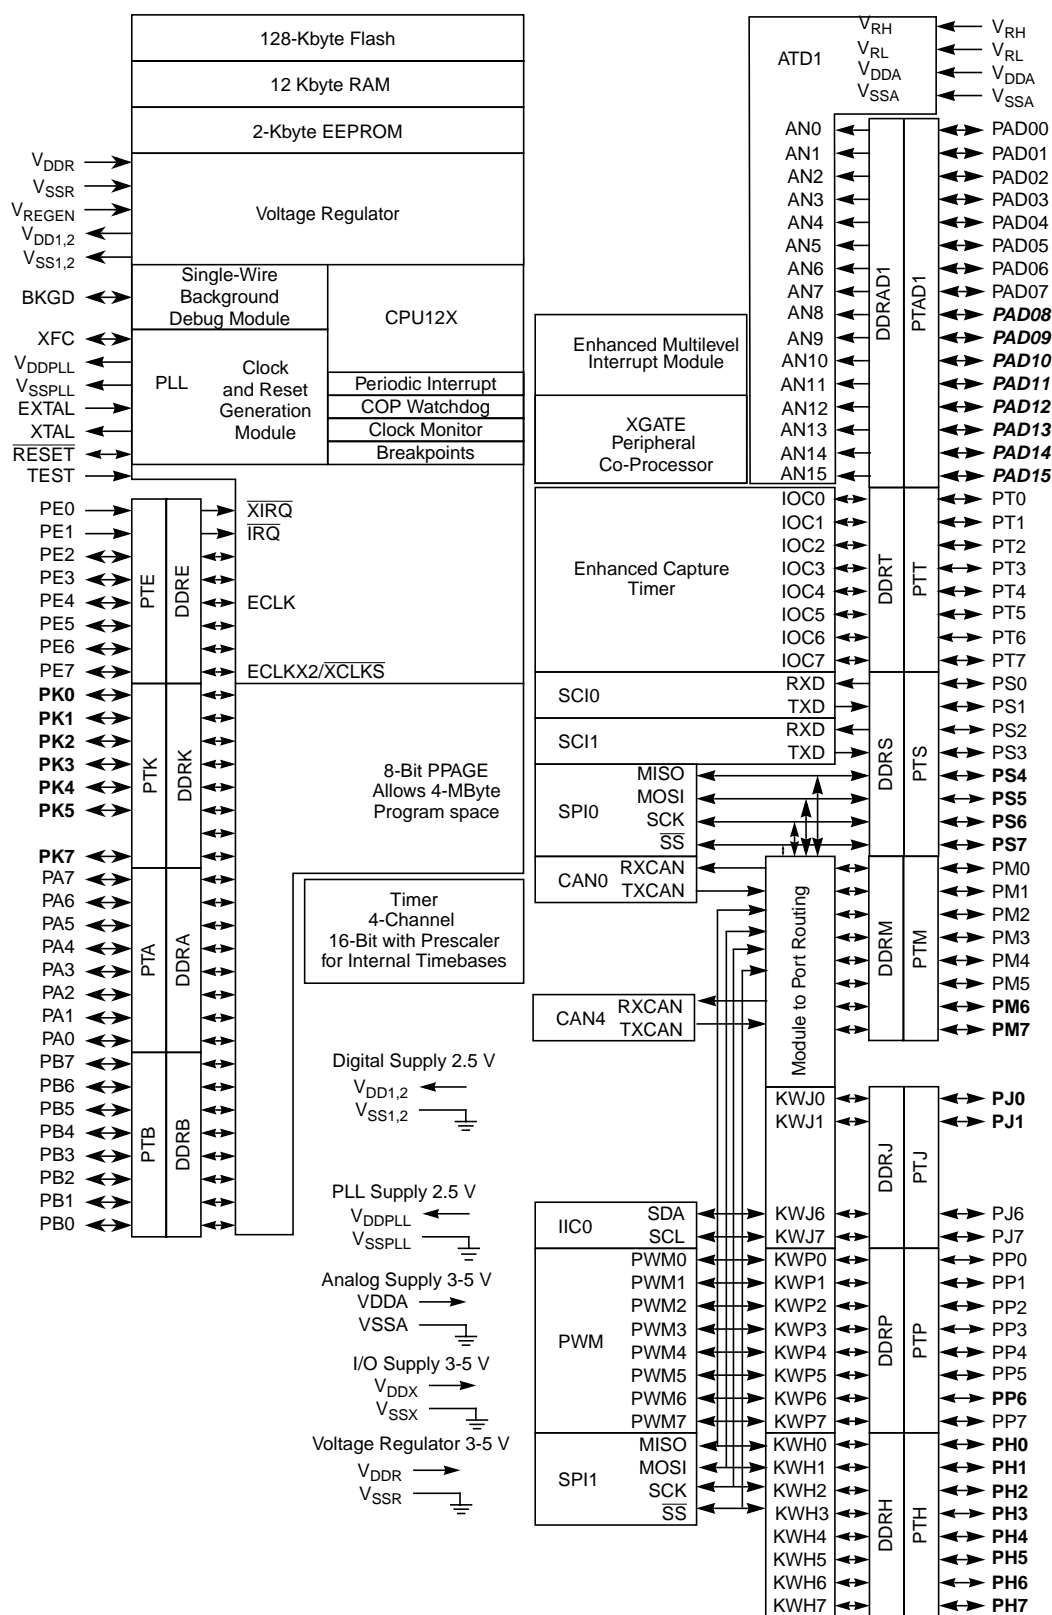 128-Kbyte Flash
12 Kbyte RAM
2-Kbyte EEPROM
VDDR
VSSR
VREGEN
VDD1,2
VSS1,2
Voltage Regulator
Single-Wire
Background
Debug Module
BKGD
CPU12X
XFC
VDDPLL
VSSPLL
EXTAL
XTAL
RESET
TEST
PLL
Clock
and Reset
Generation
Module
Periodic Interrupt
COP Watchdog
Clock Monitor
Breakpoints
PE0
PE1
PE2
PE3
PE4
PE5
PE6
PE7
PTE
DDRE
XIRQ
IRQ
ECLK
ECLKX2/XCLKS
PK0
PK1
PK2
PK3
PK4
PK5
PK7
PTK
DDRK
8-Bit PPAGE
Allows 4-MByte
Program space
PA7
PA6
PA5
PA4
PA3
PA2
PA1
PA0
PTA
DDRA
Timer
4-Channel
16-Bit with Prescaler
for Internal Timebases
PB7
PB6
PB5
PB4
PB3
PB2
PB1
PB0
PTB
DDRB
Digital Supply 2.5 V
VDD1,2
VSS1,2
PLL Supply 2.5 V
VDDPLL
VSSPLL
Analog Supply 3-5 V
VDDA
VSSA
I/O Supply 3-5 V
VDDX
VSSX
Voltage Regulator 3-5 V
VDDR
VSSR
ATD1
VRH
VRL
VDDA
VSSA
VRH
VRL
VDDA
VSSA
AN0
AN1
AN2
AN3
AN4
AN5
AN6
AN7
AN8
AN9
AN10
AN11
AN12
AN13
AN14
AN15
DDRAD1
PTAD1
PAD00
PAD01
PAD02
PAD03
PAD04
PAD05
PAD06
PAD07
PAD08
PAD09
PAD10
PAD11
PAD12
PAD13
PAD14
PAD15
Enhanced Multilevel
Interrupt Module
XGATE
Peripheral
Co-Processor
Enhanced Capture
Timer
IOC0
IOC1
IOC2
IOC3
IOC4
IOC5
IOC6
IOC7
DDRT
PTT
PT0
PT1
PT2
PT3
PT4
PT5
PT6
PT7
SCI0
RXD
TXD
SCI1
RXD
TXD
SPI0
MISO
MOSI
SCK
SS
DDRS
PTS
PS0
PS1
PS2
PS3
PS4
PS5
PS6
PS7
CAN0
RXCAN
TXCAN
CAN4
RXCAN
TXCAN
Module to Port Routing
DDRM
PTM
PM0
PM1
PM2
PM3
PM4
PM5
PM6
PM7
KWJ0
KWJ1
KWJ6
KWJ7
DDRJ
PTJ
PJ0
PJ1
PJ6
PJ7
IIC0
SDA
SCL
PWM
PWM0
PWM1
PWM2
PWM3
PWM4
PWM5
PWM6
PWM7
KWP0
KWP1
KWP2
KWP3
KWP4
KWP5
KWP6
KWP7
DDRP
PTP
PP0
PP1
PP2
PP3
PP4
PP5
PP6
PP7
SPI1
MISO
MOSI
SCK
SS
KWH0
KWH1
KWH2
KWH3
KWH4
KWH5
KWH6
KWH7
DDRH
PTH
PH0
PH1
PH2
PH3
PH4
PH5
PH6
PH7